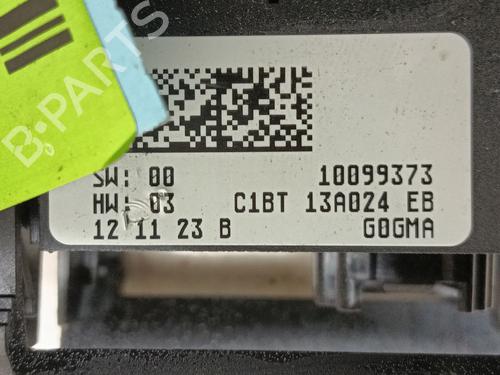 B-PARTS
SW: 00 10099373
HW: 03 C1BT 13A024 EB
12 11 23 B G0GMA